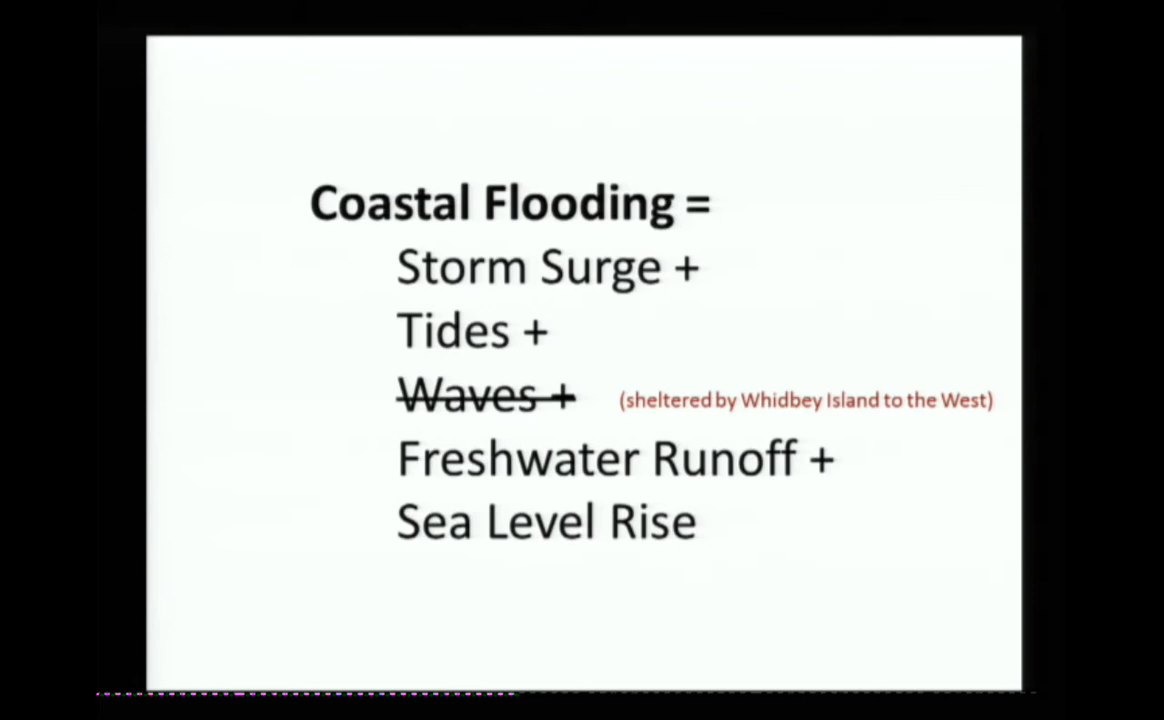 Coastal Flooding =
Storm Surge +
Tides +
Waves + (sheltered by Whidbey Island to the West)
Freshwater Runoff +
Sea Level Rise